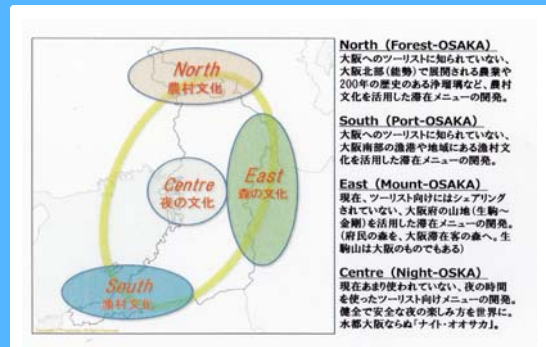 North
農村文化
Centre
夜の文化
East
森の文化
South
漁村文化
North (Forest-OSAKA)
大阪へのツーリストに知られていない、
大阪北部(能勢)で展開される農業や
200年の歴史のある浄瑠璃など、農村
文化を活用した滞在メニューの開発。
South (Port-OSAKA)
大阪へのツーリストに知られていない、
大阪南部の漁港や地域にある漁村文
化を活用した滞在メニューの開発。
East (Mount-OSAKA)
現在、ツーリスト向けにはシェアリング
されていない、大阪府の山地(生駒~
金剛)を活用した滞在メニューの開発。
(府民の森を、大阪滞在客の森へ。生
駒山は大阪のものでもある)
Centre (Night-OSKA)
現在あまり使われていない、夜の時間
を使ったツーリスト向けメニューの開発。
健全で安全な夜の楽しみ方を世界に。
水都大阪ならぬ「ナイト・オオサカ」。